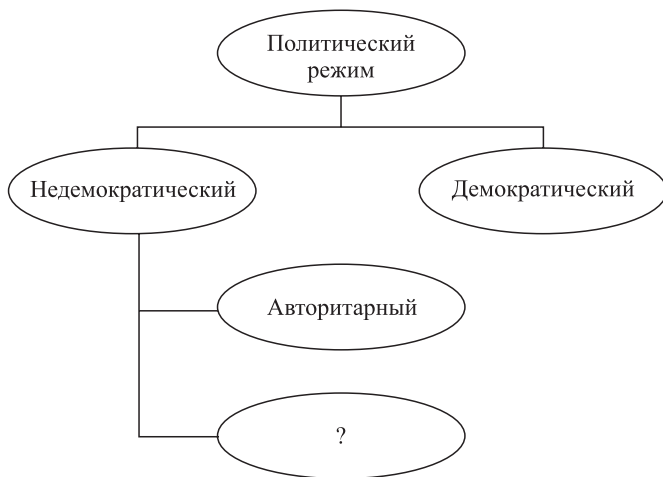 Политический
режим
Недемократический
Демократический
Авторитарный
?